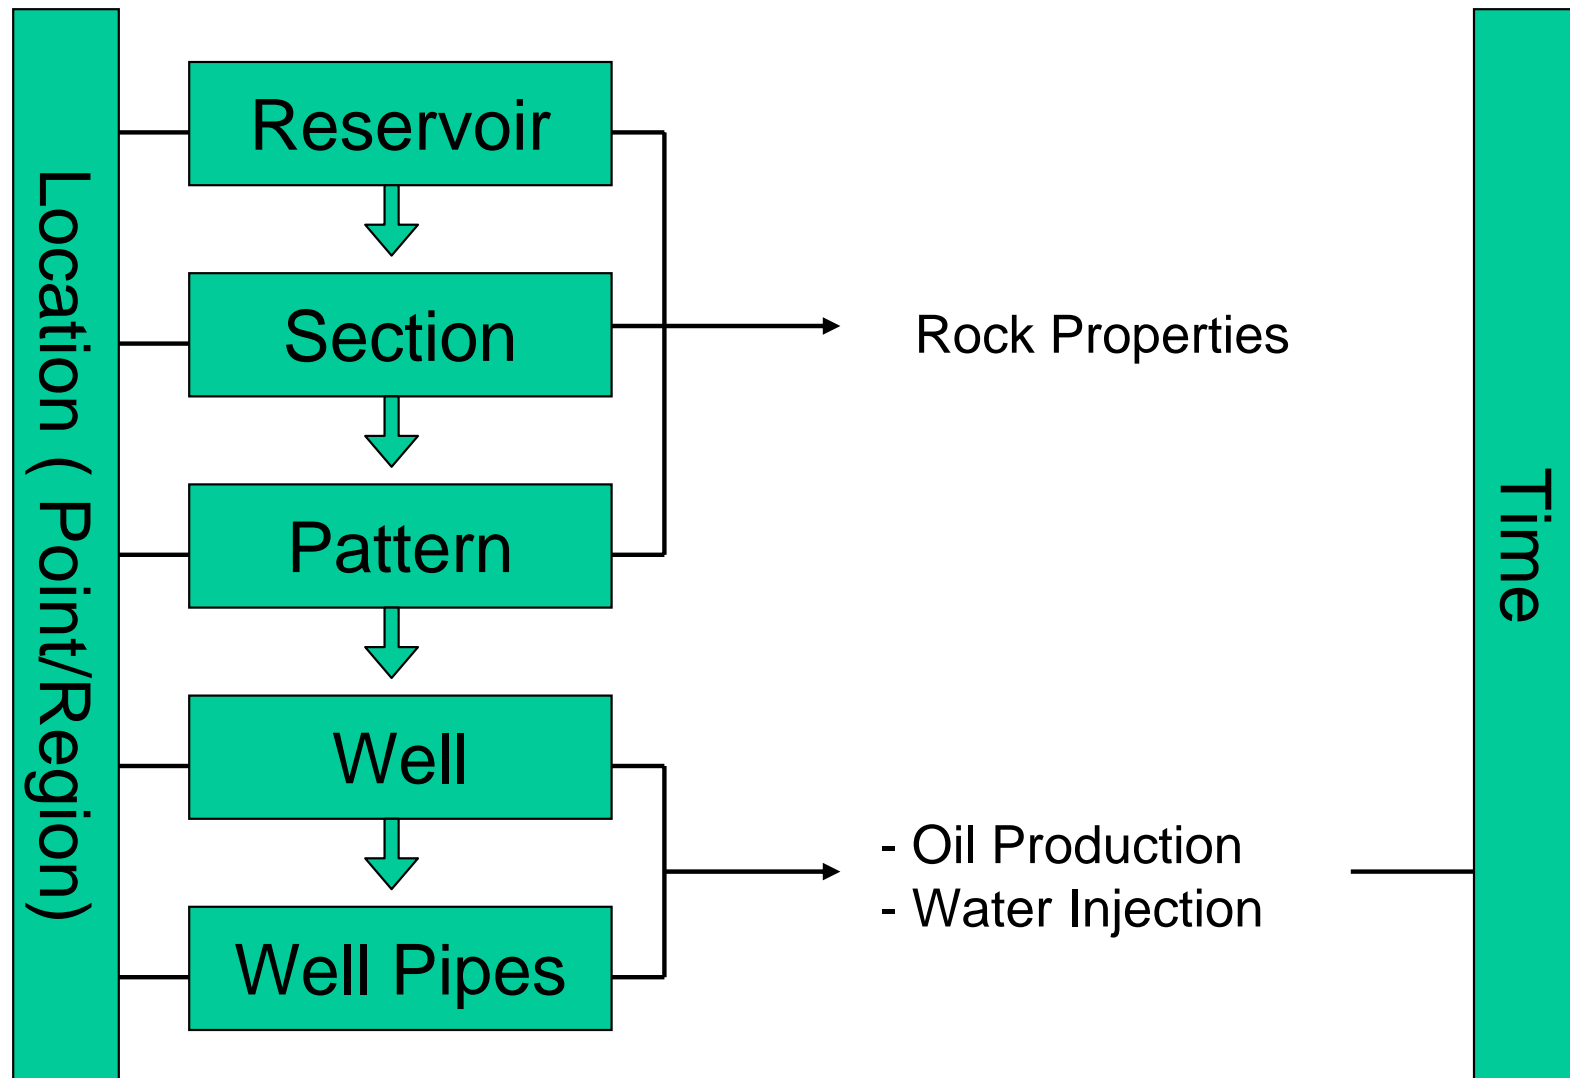 Location ( Point/Region)
Reservoir
Section
Pattern
Well
Well Pipes
Rock Properties
- Oil Production
- Water Injection
Time